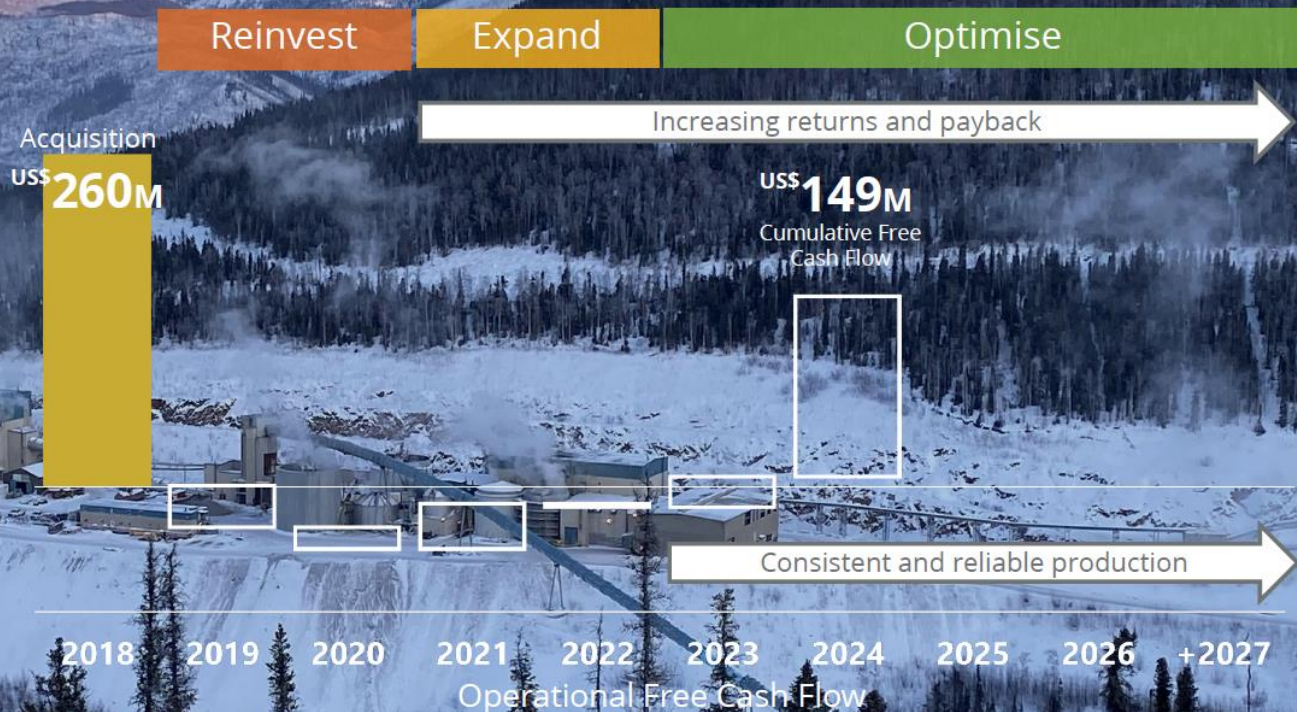 Reinvest
Expand
Optimise
Increasing returns and payback
Acquisition
US$260M
US$149M
Cumulative Free
Cash Flow
Consistent and reliable production
2018 2019 2020 2021 2022 2023 2024 2025 2026 +2027
Operational Free Cash Flow